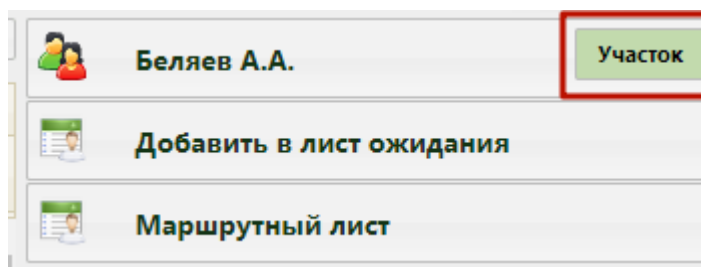 Беляев А.А.
Участок
Добавить в лист ожидания
Маршрутный лист